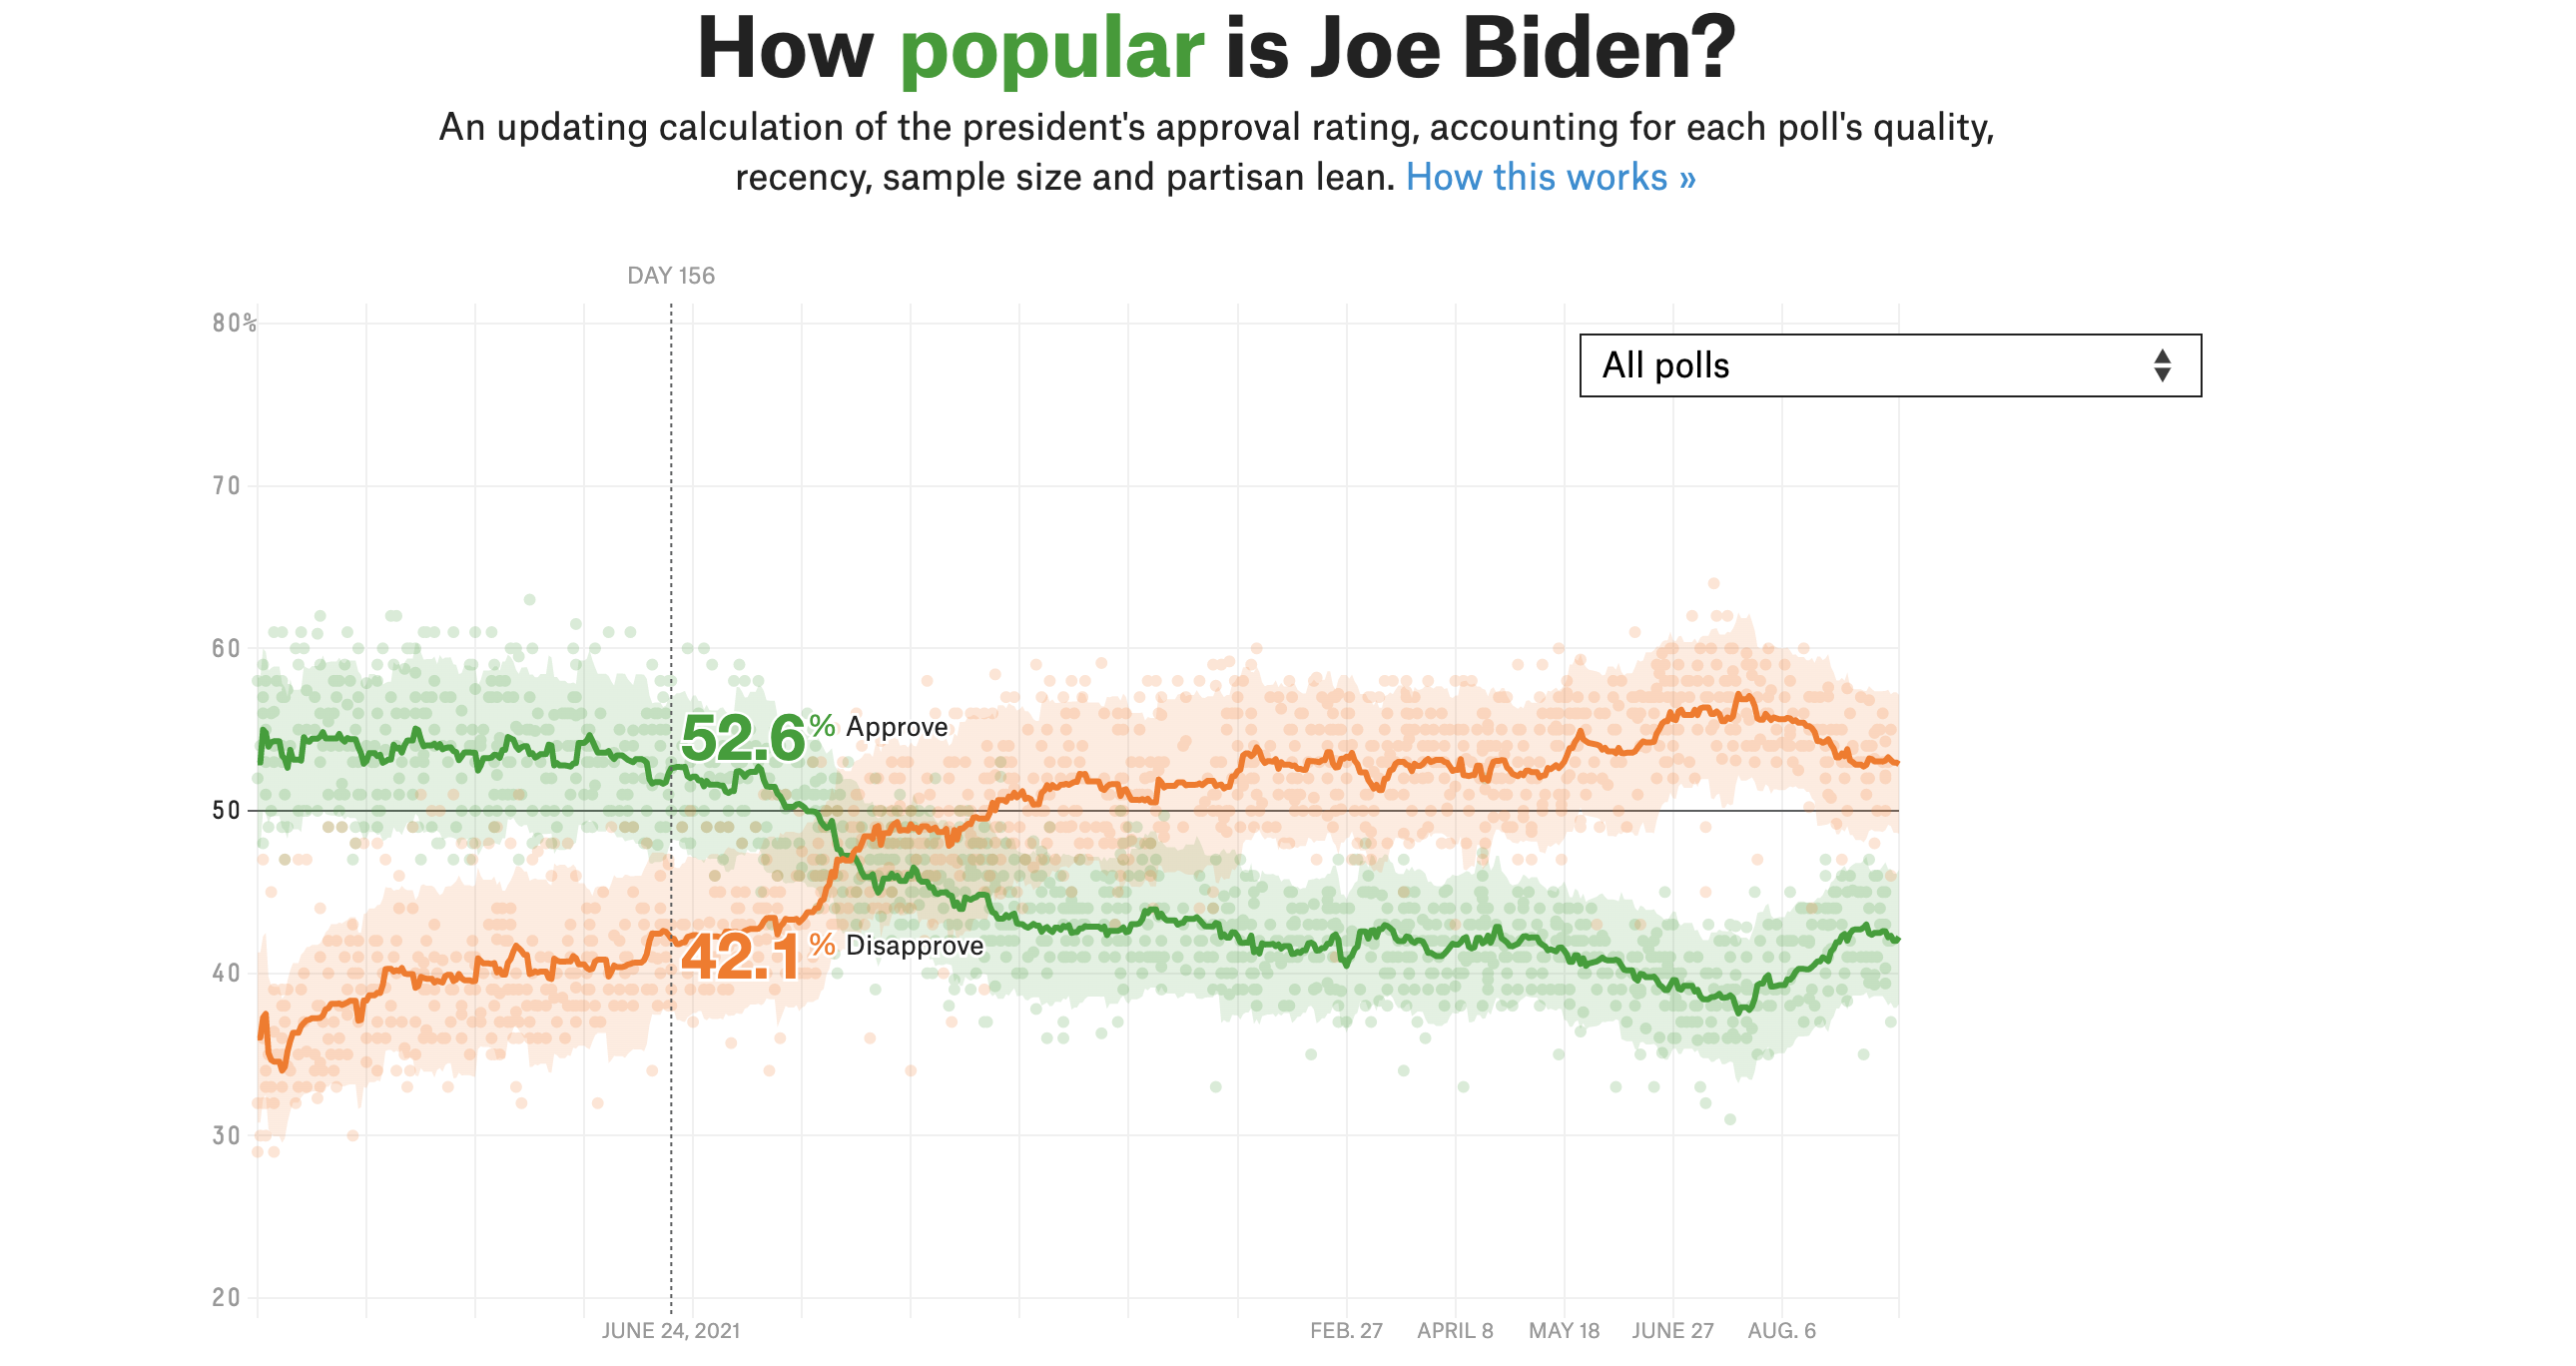 How popular is Joe Biden?
An updating calculation of the president's approval rating, accounting for each poll's quality,
recency, sample size and partisan lean. How this works »
DAY 156
80%
All polls
70
60
52.6% Approve
50
42.1% Disapprove
40
30
20
JUNE 24, 2021
FEB. 27
APRIL 8
MAY 18
JUNE 27
AUG. 6